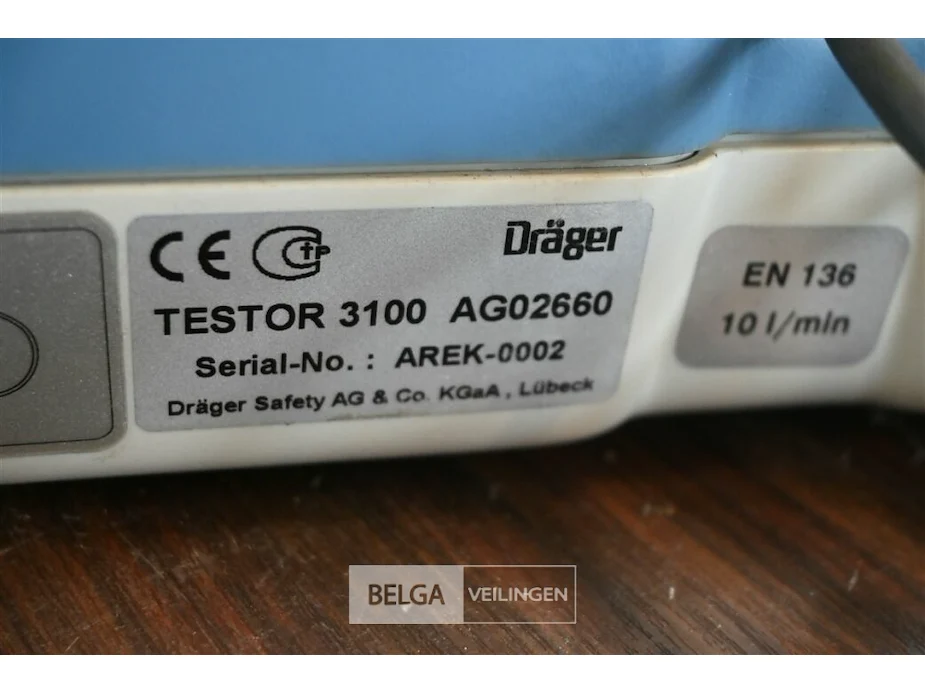 CE CTP Dräger
TESTOR 3100 AG02660
Serial-No. : AREK-0002
Dräger Safety AG & Co. KGaA , Lübeck
EN 136
10 l/min
BELGA VEILINGEN